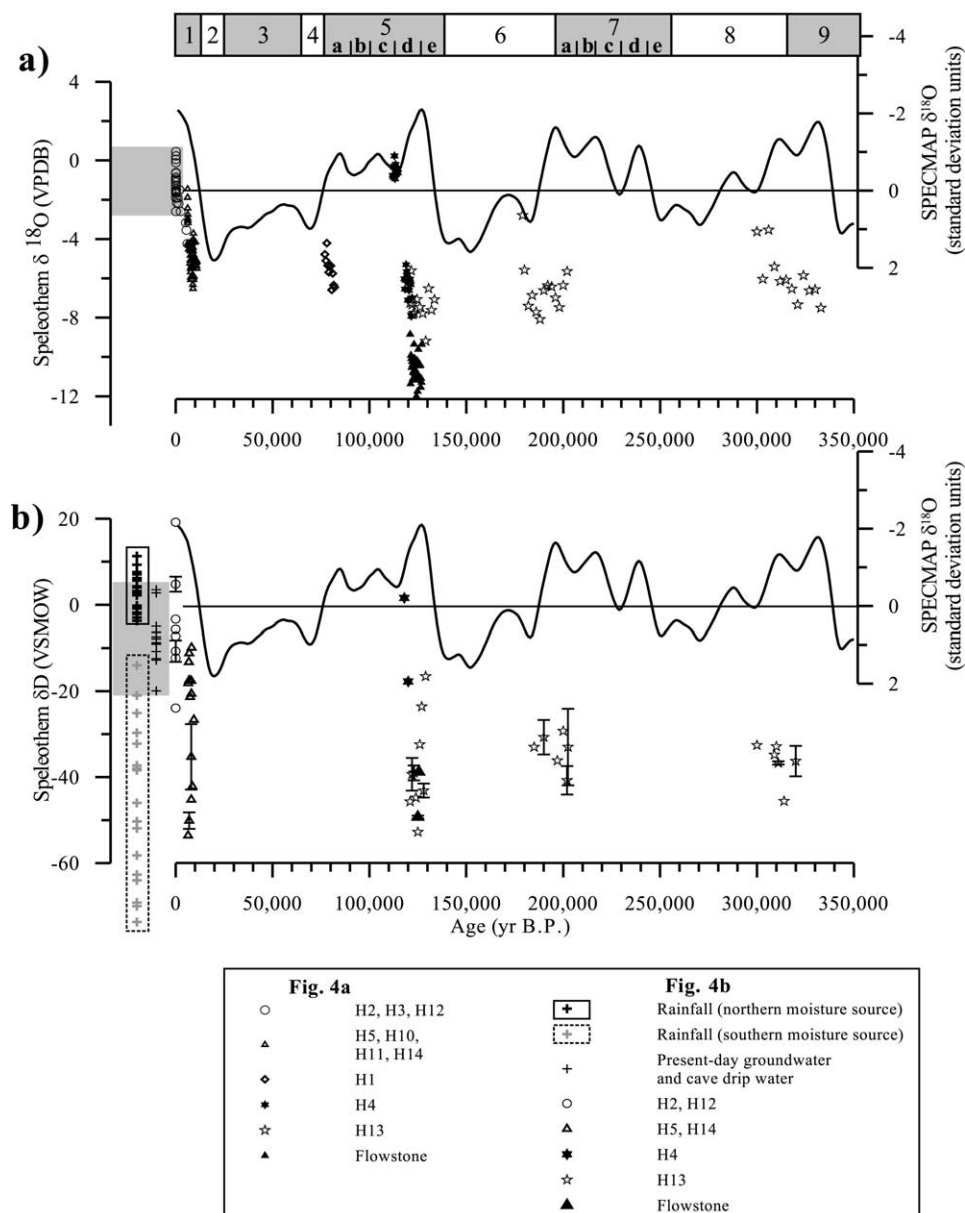 1 2 3 4 5 6 7 8 9
a b c d e a b c d e
a)
4
0
-4
-8
-12
Speleothem δ 18O (VPDB)
-4
-2
0
2
SPECMAP δ18O
(standard deviation units)
0 50,000 100,000 150,000 200,000 250,000 300,000 350,000
b)
20
0
-20
-40
-60
Speleothem δD (VSMOW)
-4
-2
0
2
SPECMAP δ18O
(standard deviation units)
0 50,000 100,000 150,000 200,000 250,000 300,000 350,000
Age (yr B.P.)
Fig. 4a
H2, H3, H12
H5, H10,
H11, H14
H1
H4
H13
Flowstone
Fig. 4b
Rainfall (northern moisture source)
Rainfall (southern moisture source)
Present-day groundwater
and cave drip water
H2, H12
H5, H14
H4
H13
Flowstone